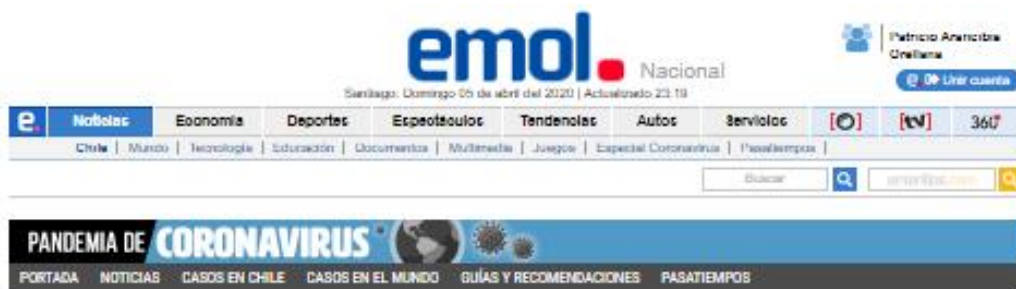 emol.
Nacional
Patricio Arancibia
Orellana
Unir cuenta
Santiago: Domingo 05 de abril del 2020 | Actualizado 23:19
e. Noticias Economía Deportes Espectáculos Tendencias Autos Servicios [O] [tv] 360°
Chile | Mundo | Tecnología | Educación | Documentos | Multimedia | Juegos | Especial Coronavirus | Pasatiempos |
Buscar
PANDEMIA DE CORONAVIRUS
PORTADA NOTICIAS CASOS EN CHILE CASOS EN EL MUNDO GUÍAS Y RECOMENDACIONES PASATIEMPOS